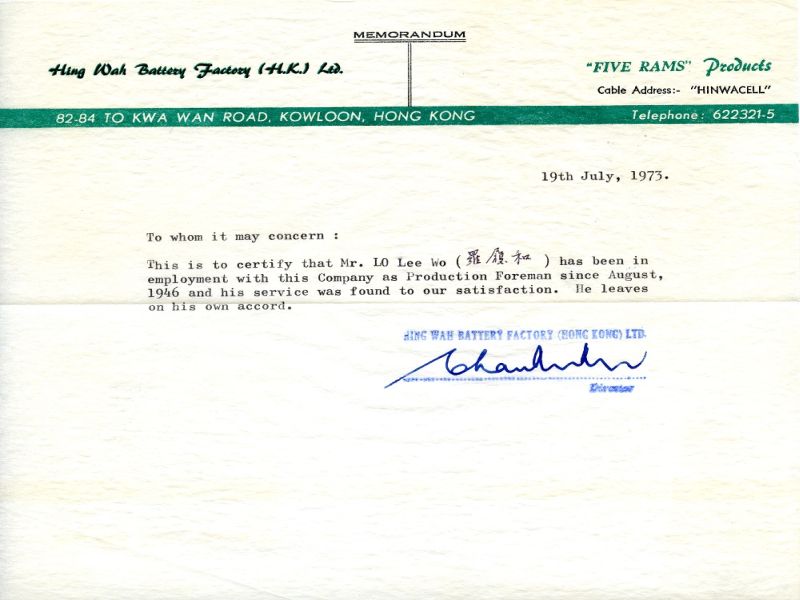 MEMORANDUM
Hing Wah Battery Factory (H.K.) Ltd.
"FIVE RAMS" Products
Cable Address:- "HINWACELL"
82-84 TO KWA WAN ROAD, KOWLOON, HONG KONG
Telephone: 622321-5
19th July, 1973.
To whom it may concern :
This is to certify that Mr. LO Lee Wo (羅履和) has been in
employment with this Company as Production Foreman since August,
1946 and his service was found to our satisfaction. He leaves
on his own accord.
HING WAH BATTERY FACTORY (HONG KONG) LTD.
Director